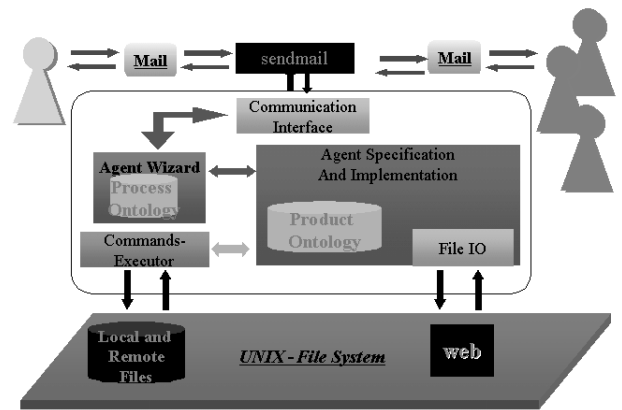 Mail
sendmail
Mail
Communication
Interface
Agent Wizard
Process
Ontology
Agent Specification
And Implementation
Product
Ontology
Commands-
Executor
File IO
Local and
Remote
Files
UNIX - File System
web